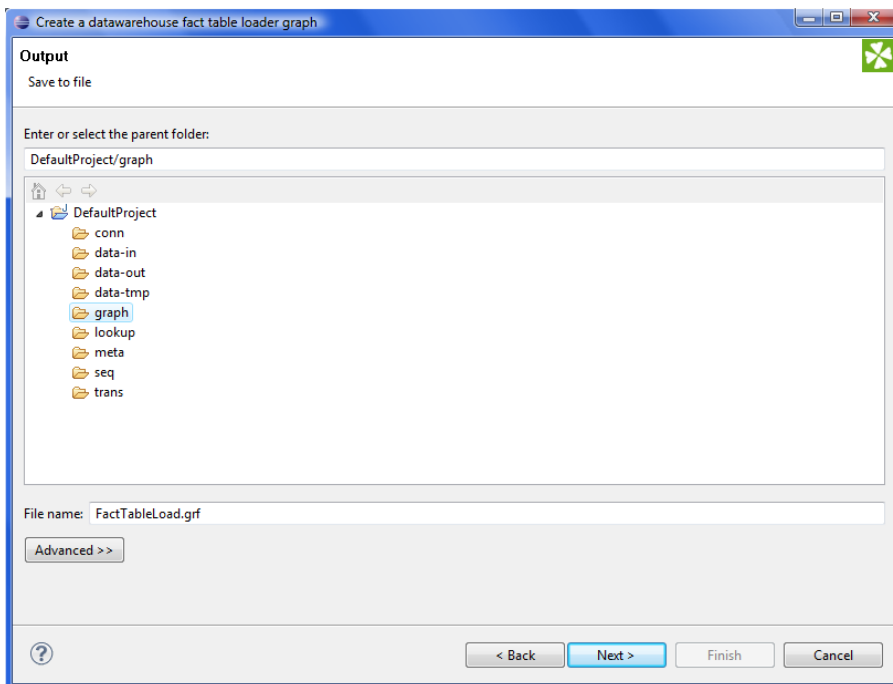 Create a datawarehouse fact table loader graph
Output
Save to file
Enter or select the parent folder:
DefaultProject/graph
DefaultProject
conn
data-in
data-out
data-tmp
graph
lookup
meta
seq
trans
File name: FactTableLoad.grf
Advanced >>
< Back Next > Finish Cancel